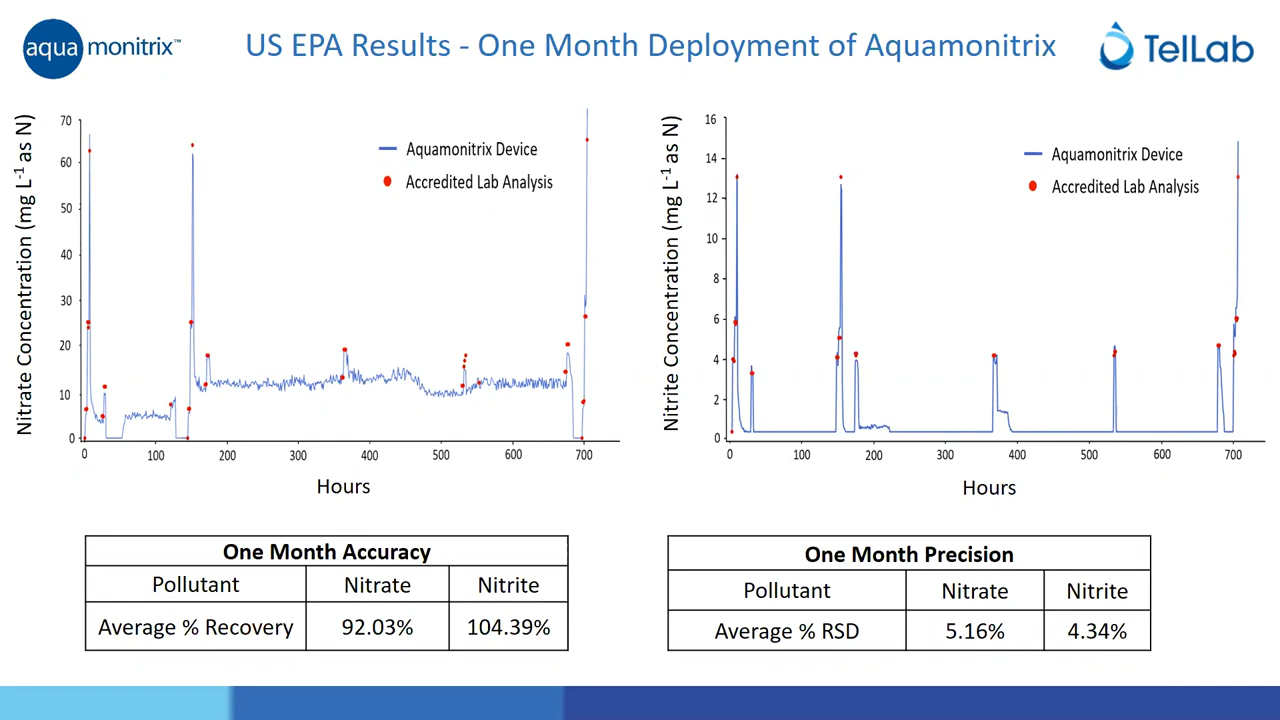 aqua monitrix™
US EPA Results - One Month Deployment of Aquamonitrix
TelLab
Nitrate Concentration (mg L-1 as N)
70
60
50
40
30
20
10
0
0 100 200 300 400 500 600 700
Hours
Aquamonitrix Device
Accredited Lab Analysis
Nitrite Concentration (mg L-1 as N)
16
14
12
10
8
6
4
2
0
0 100 200 300 400 500 600 700
Hours
Aquamonitrix Device
Accredited Lab Analysis
One Month Accuracy
Pollutant Nitrate Nitrite
Average % Recovery 92.03% 104.39%
One Month Precision
Pollutant Nitrate Nitrite
Average % RSD 5.16% 4.34%